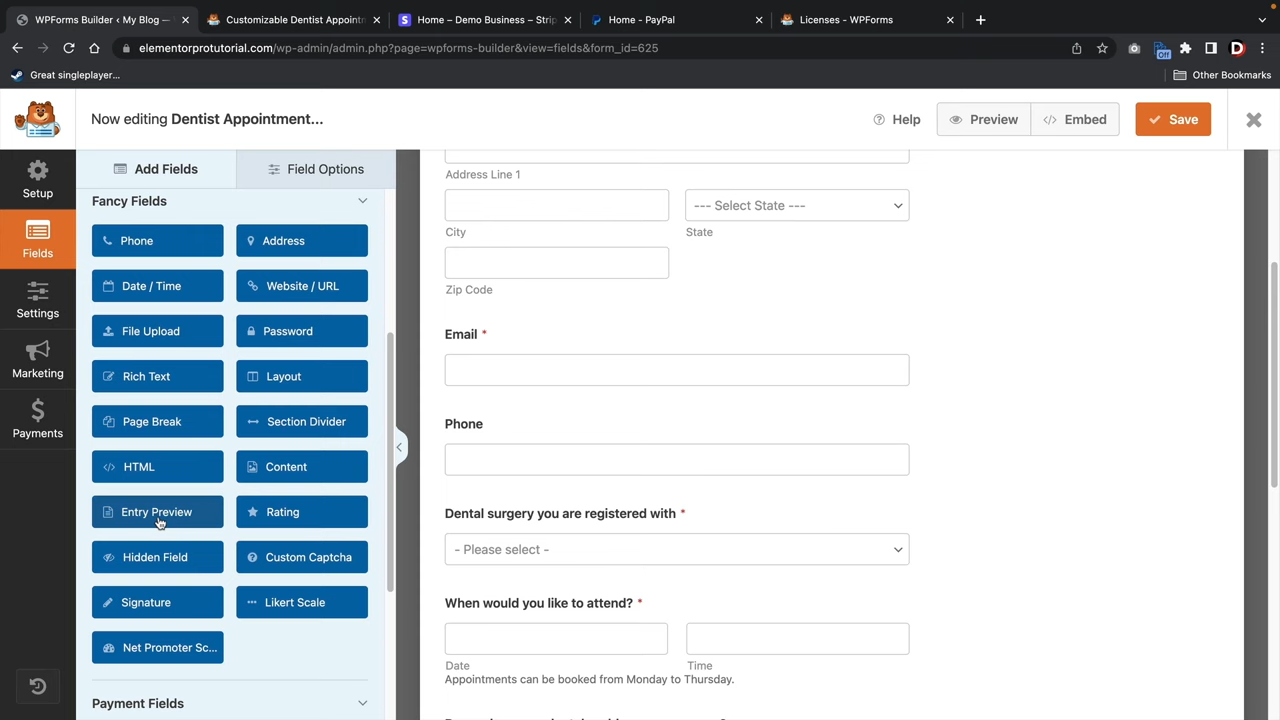 WPForms Builder < My Blog —
Customizable Dentist Appointm
Home – Demo Business – Strip
Home - PayPal
Licenses - WPForms
elementorprotutorial.com/wp-admin/admin.php?page=wpforms-builder&view=fields&form_id=625
Off
D
Great singleplayer...
Other Bookmarks
Now editing Dentist Appointment...
Help
Preview
Embed
Save
Setup
Fields
Settings
Marketing
Payments
Add Fields
Field Options
Fancy Fields
Phone
Address
Date / Time
Website / URL
File Upload
Password
Rich Text
Layout
Page Break
Section Divider
HTML
Content
Entry Preview
Rating
Hidden Field
Custom Captcha
Signature
Likert Scale
Net Promoter Sc...
Payment Fields
Address Line 1
--- Select State ---
City
State
Zip Code
Email *
Phone
Dental surgery you are registered with *
- Please select -
When would you like to attend? *
Date
Time
Appointments can be booked from Monday to Thursday.